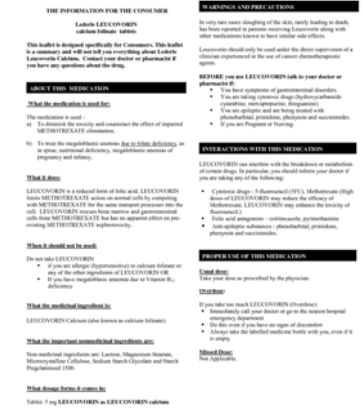 THE INFORMATION FOR THE CONSUMER
Lederle LEUCOVORIN
calcium folinate tablets
This leaflet is designed specifically for Consumers. This leaflet
is a summary and will not tell you everything about Lederle
Leucovorin Calcium. Contact your doctor or pharmacist if
you have any questions about the drug.
ABOUT THIS MEDICATION
What the medication is used for:
The medication is used -
a) To diminish the toxicity and counteract the effect of impaired
METHOTREXATE elimination.
b) To treat the megaloblastic anemias due to folate deficiency, as
in sprue, nutritional deficiency, megaloblastic anemias of
pregnancy and infancy.
What it does:
LEUCOVORIN is a reduced form of folic acid. LEUCOVORIN
limits METHOTREXATE action on normal cells by competing
with METHOTREXATE for the same transport processes into the
cell. LEUCOVORIN rescues bone marrow and gastrointestinal
cells from METHOTREXATE but has no apparent effect on pre-
existing METHOTREXATE nephrotoxicity.
When it should not be used:
Do not take LEUCOVORIN
• if you are allergic (hypersensitive) to calcium folinate or
any of the other ingredients of LEUCOVORIN OR
• If you have megaloblastic anaemia due to Vitamin B₁₂
deficiency
What the medicinal ingredient is:
LEUCOVORIN Calcium (also known as calcium folinate).
What the important nonmedicinal ingredients are:
Non-medicinal ingredients are: Lactose, Magnesium Stearate,
Microcrystalline Cellulose, Sodium Starch Glycolate and Starch
Pregelatinized 1500.
What dosage forms it comes in:
Tablet: 5 mg LEUCOVORIN as LEUCOVORIN calcium
WARNINGS AND PRECAUTIONS
In very rare cases sloughing of the skin, rarely leading to death,
has been reported in patients receiving Leucovorin along with
other medications known to have similar side-effects.
Leucovorin should only be used under the direct supervision of a
clinician experienced in the use of cancer chemotherapeutic
agents.
BEFORE you use LEUCOVORIN talk to your doctor or
pharmacist if:
• You have symptoms of gastrointestinal disorders.
• You are taking cytotoxic drugs (hydroxycarbamide
cytarabine, mercaptopurine, thioguanine).
• You are epileptic and are being treated with
phenobarbital, primidone, phenytoin and succinimides.
• If you are Pregnant or Nursing.
INTERACTIONS WITH THIS MEDICATION
LEUCOVORIN can interfere with the breakdown or metabolism
of certain drugs. In particular, you should inform your doctor if
you are taking any of the following:
• Cytotoxic drugs - 5-fluorouracil (5FU), Methotrexate (High
doses of LEUCOVORIN may reduce the efficacy of
Methotrexate. LEUCOVORIN may enhance the toxicity of
fluorouracil.)
• Folic acid antagonists - cotrimoxazole, pyrimethamine
• Anti-epileptic substances - phenobarbital, primidone,
phenytoin and succinimides.
PROPER USE OF THIS MEDICATION
Usual dose:
Take your dose as prescribed by the physician.
Overdose:
If you take too much LEUCOVORIN (Overdose):
• Immediately call your doctor or go to the nearest hospital
emergency department
• Do this even if you have no signs of discomfort
• Always take the labelled medicine bottle with you, even if it
is empty
Missed Dose:
Not Applicable.